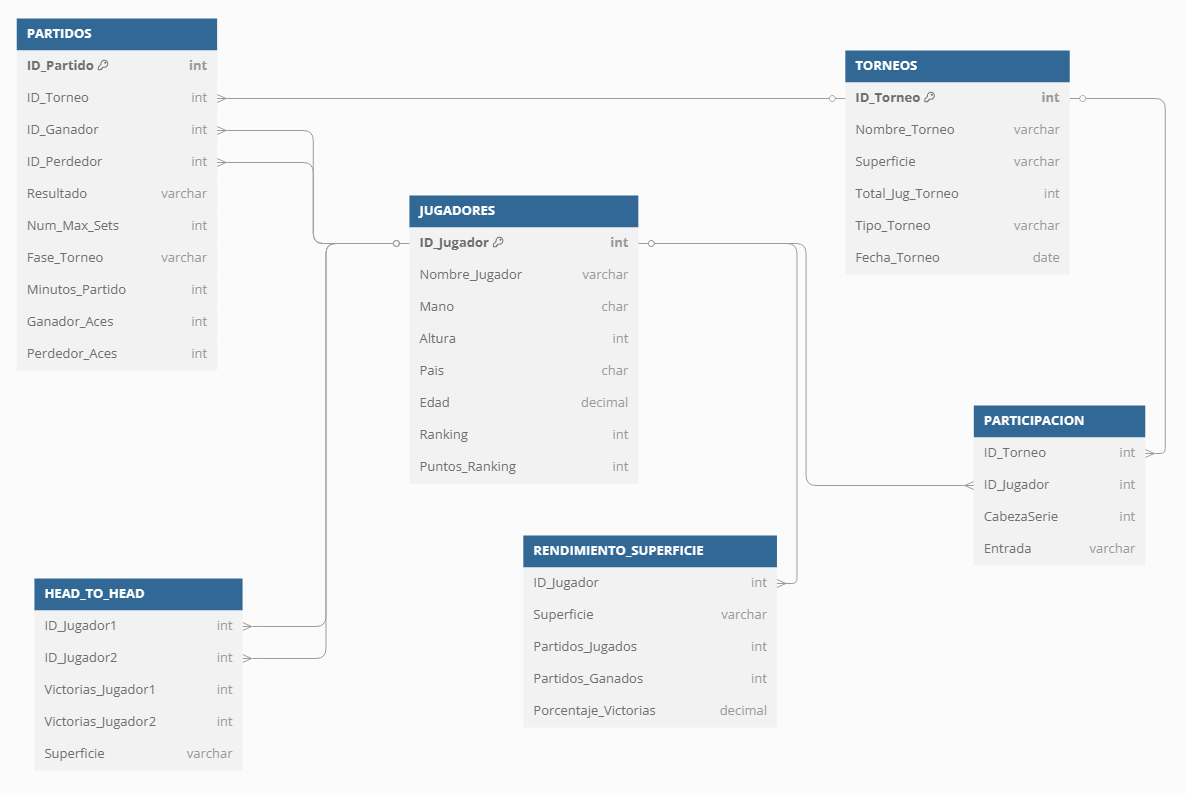 PARTIDOS
ID_Partido int
ID_Torneo int
ID_Ganador int
ID_Perdedor int
Resultado varchar
Num_Max_Sets int
Fase_Torneo varchar
Minutos_Partido int
Ganador_Aces int
Perdedor_Aces int
TORNEOS
ID_Torneo int
Nombre_Torneo varchar
Superficie varchar
Total_Jug_Torneo int
Tipo_Torneo varchar
Fecha_Torneo date
JUGADORES
ID_Jugador int
Nombre_Jugador varchar
Mano char
Altura int
Pais char
Edad decimal
Ranking int
Puntos_Ranking int
PARTICIPACION
ID_Torneo int
ID_Jugador int
CabezaSerie int
Entrada varchar
RENDIMIENTO_SUPERFICIE
ID_Jugador int
Superficie varchar
Partidos_Jugados int
Partidos_Ganados int
Porcentaje_Victorias decimal
HEAD_TO_HEAD
ID_Jugador1 int
ID_Jugador2 int
Victorias_Jugador1 int
Victorias_Jugador2 int
Superficie varchar